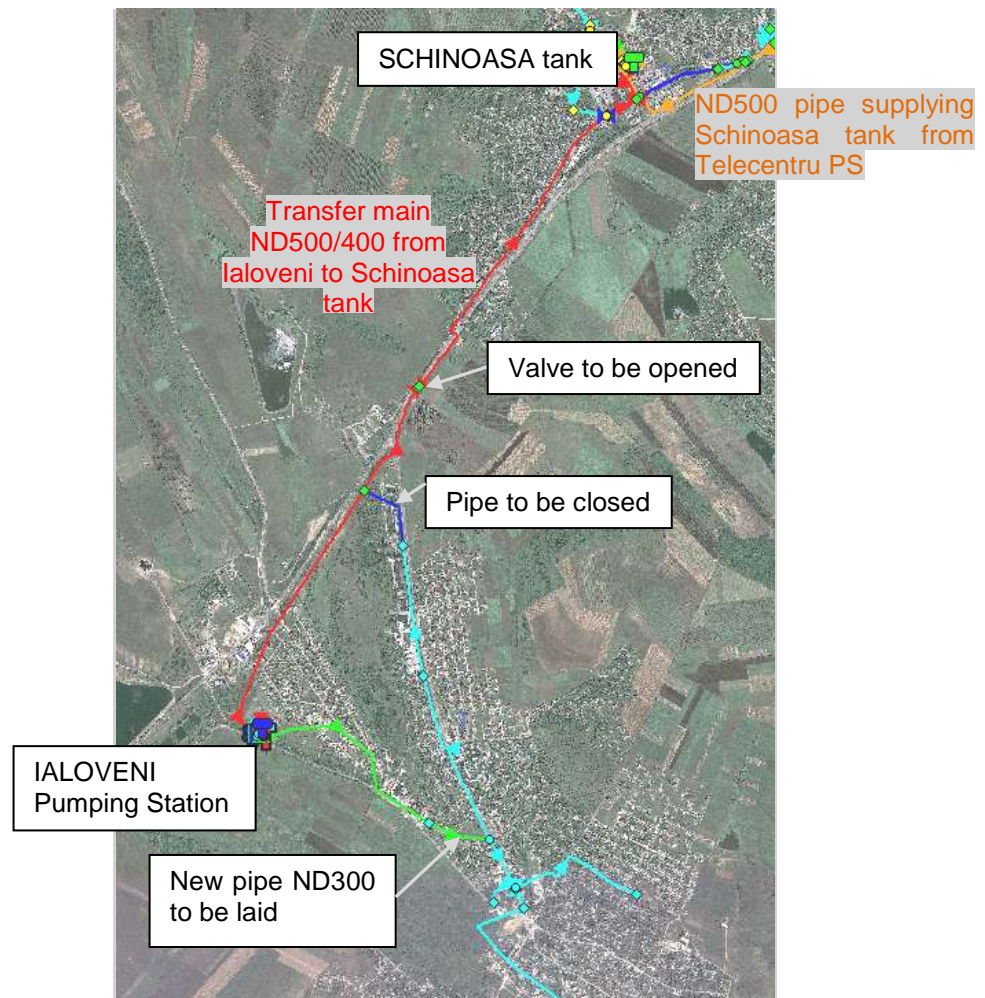 SCHINOASA tank
ND500 pipe supplying
Schinoasa tank from
Telecentru PS
Transfer main
ND500/400 from
Ialoveni to Schinoasa
tank
Valve to be opened
Pipe to be closed
IALOVENI
Pumping Station
New pipe ND300
to be laid